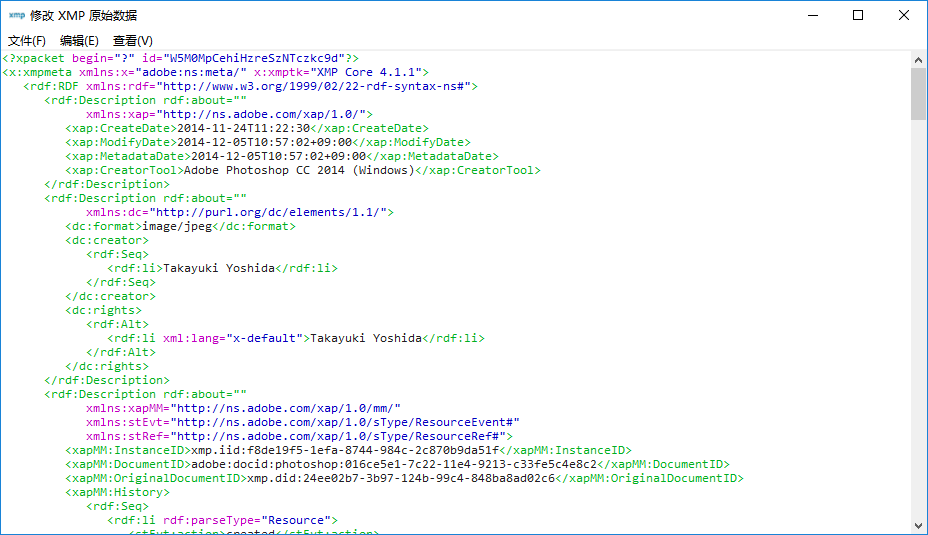 xmp 修改 XMP 原始数据
文件(F) 编辑(E) 查看(V)
<?xpacket begin="?" id="W5M0MpCehiHzreSzNTczkc9d"?>
<x:xmpmeta xmlns:x="adobe:ns:meta/" x:xmptk="XMP Core 4.1.1">
<rdf:RDF xmlns:rdf="http://www.w3.org/1999/02/22-rdf-syntax-ns#">
<rdf:Description rdf:about=""
xmlns:xap="http://ns.adobe.com/xap/1.0/">
<xap:CreateDate>2014-11-24T11:22:30</xap:CreateDate>
<xap:ModifyDate>2014-12-05T10:57:02+09:00</xap:ModifyDate>
<xap:MetadataDate>2014-12-05T10:57:02+09:00</xap:MetadataDate>
<xap:CreatorTool>Adobe Photoshop CC 2014 (Windows)</xap:CreatorTool>
</rdf:Description>
<rdf:Description rdf:about=""
xmlns:dc="http://purl.org/dc/elements/1.1/">
<dc:format>image/jpeg</dc:format>
<dc:creator>
<rdf:Seq>
<rdf:li>Takayuki Yoshida</rdf:li>
</rdf:Seq>
</dc:creator>
<dc:rights>
<rdf:Alt>
<rdf:li xml:lang="x-default">Takayuki Yoshida</rdf:li>
</rdf:Alt>
</dc:rights>
</rdf:Description>
<rdf:Description rdf:about=""
xmlns:xapMM="http://ns.adobe.com/xap/1.0/mm/"
xmlns:stEvt="http://ns.adobe.com/xap/1.0/sType/ResourceEvent#"
xmlns:stRef="http://ns.adobe.com/xap/1.0/sType/ResourceRef#">
<xapMM:InstanceID>xmp.iid:f8de19f5-1efa-8744-984c-2c870b9da51f</xapMM:InstanceID>
<xapMM:DocumentID>adobe:docid:photoshop:016ce5e1-7c22-11e4-9213-c33fe5c4e8c2</xapMM:DocumentID>
<xapMM:OriginalDocumentID>xmp.did:24ee02b7-3b97-124b-99c4-848ba8ad02c6</xapMM:OriginalDocumentID>
<xapMM:History>
<rdf:Seq>
<rdf:li rdf:parseType="Resource">
<stEvt:action>created</stEvt:action>